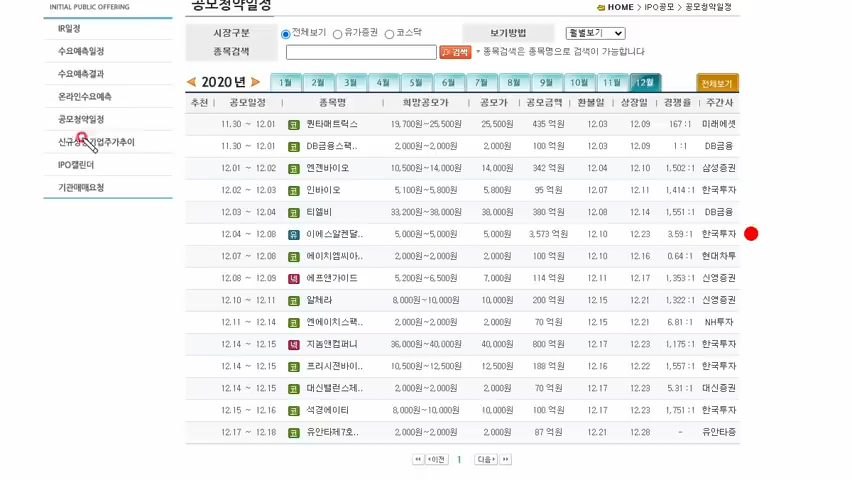 INITIAL PUBLIC OFFERING
공모청약일정
HOME > IPO공모 > 공모청약일정
IR일정
수요예측일정
수요예측결과
온라인수요예측
공모청약일정
신규상장기업주가추이
IPO캘린더
기관매매요청
시장구분 전체보기 유가증권 코스닥 보기방법 월별보기
종목검색 검색 * 종목검색은 종목명으로 검색이 가능합니다
2020년 1월 2월 3월 4월 5월 6월 7월 8월 9월 10월 11월 12월 전체보기
추천 공모일정 종목명 희망공모가 공모가 공모금액 환불일 상장일 경쟁률 주간사
11.30 ~ 12.01 코 퀀타매트릭스 19,700원~25,500원 25,500원 435 억원 12.03 12.09 167 :1 미래에셋
11.30 ~ 12.01 코 DB금융스팩.. 2,000원~2,000원 2,000원 100 억원 12.03 12.09 1 :1 DB금융
12.01 ~ 12.02 코 엔젠바이오 10,500원~14,000원 14,000원 342 억원 12.04 12.10 1,502 :1 삼성증권
12.02 ~ 12.03 코 인바이오 5,100원~5,800원 5,800원 95 억원 12.07 12.11 1,414 :1 한국투자
12.03 ~ 12.04 코 티엘비 33,200원~38,000원 38,000원 380 억원 12.08 12.14 1,551 :1 DB금융
12.04 ~ 12.08 유 이에스알켄달.. 5,000원~5,000원 5,000원 3,573 억원 12.10 12.23 3.59 :1 한국투자
12.07 ~ 12.08 코 에이치엠씨아.. 2,000원~2,000원 2,000원 100 억원 12.10 12.16 0.64 :1 현대차투
12.08 ~ 12.09 넥 에프앤가이드 5,200원~6,500원 7,000원 114 억원 12.11 12.17 1,353 :1 신영증권
12.10 ~ 12.11 코 알체라 8,000원~10,000원 10,000원 200 억원 12.15 12.21 1,322 :1 신영증권
12.11 ~ 12.14 코 엔에이치스팩.. 2,000원~2,000원 2,000원 70 억원 12.15 12.21 6.81 :1 NH투자
12.14 ~ 12.15 넥 지놈앤컴퍼니 36,000원~40,000원 40,000원 800 억원 12.17 12.23 1,175 :1 한국투자
12.14 ~ 12.15 코 프리시젼바이.. 10,500원~12,500원 12,500원 188 억원 12.16 12.22 1,557 :1 한국투자
12.14 ~ 12.15 코 대신밸런스제.. 2,000원~2,000원 2,000원 70 억원 12.17 12.23 5.31 :1 대신증권
12.15 ~ 12.16 코 석경에이티 8,000원~10,000원 10,000원 100 억원 12.17 12.23 1,751 :1 한국투자
12.17 ~ 12.18 코 유안타제7호.. 2,000원~2,000원 2,000원 87 억원 12.21 12.28 - 유안타증
이전 1 다음